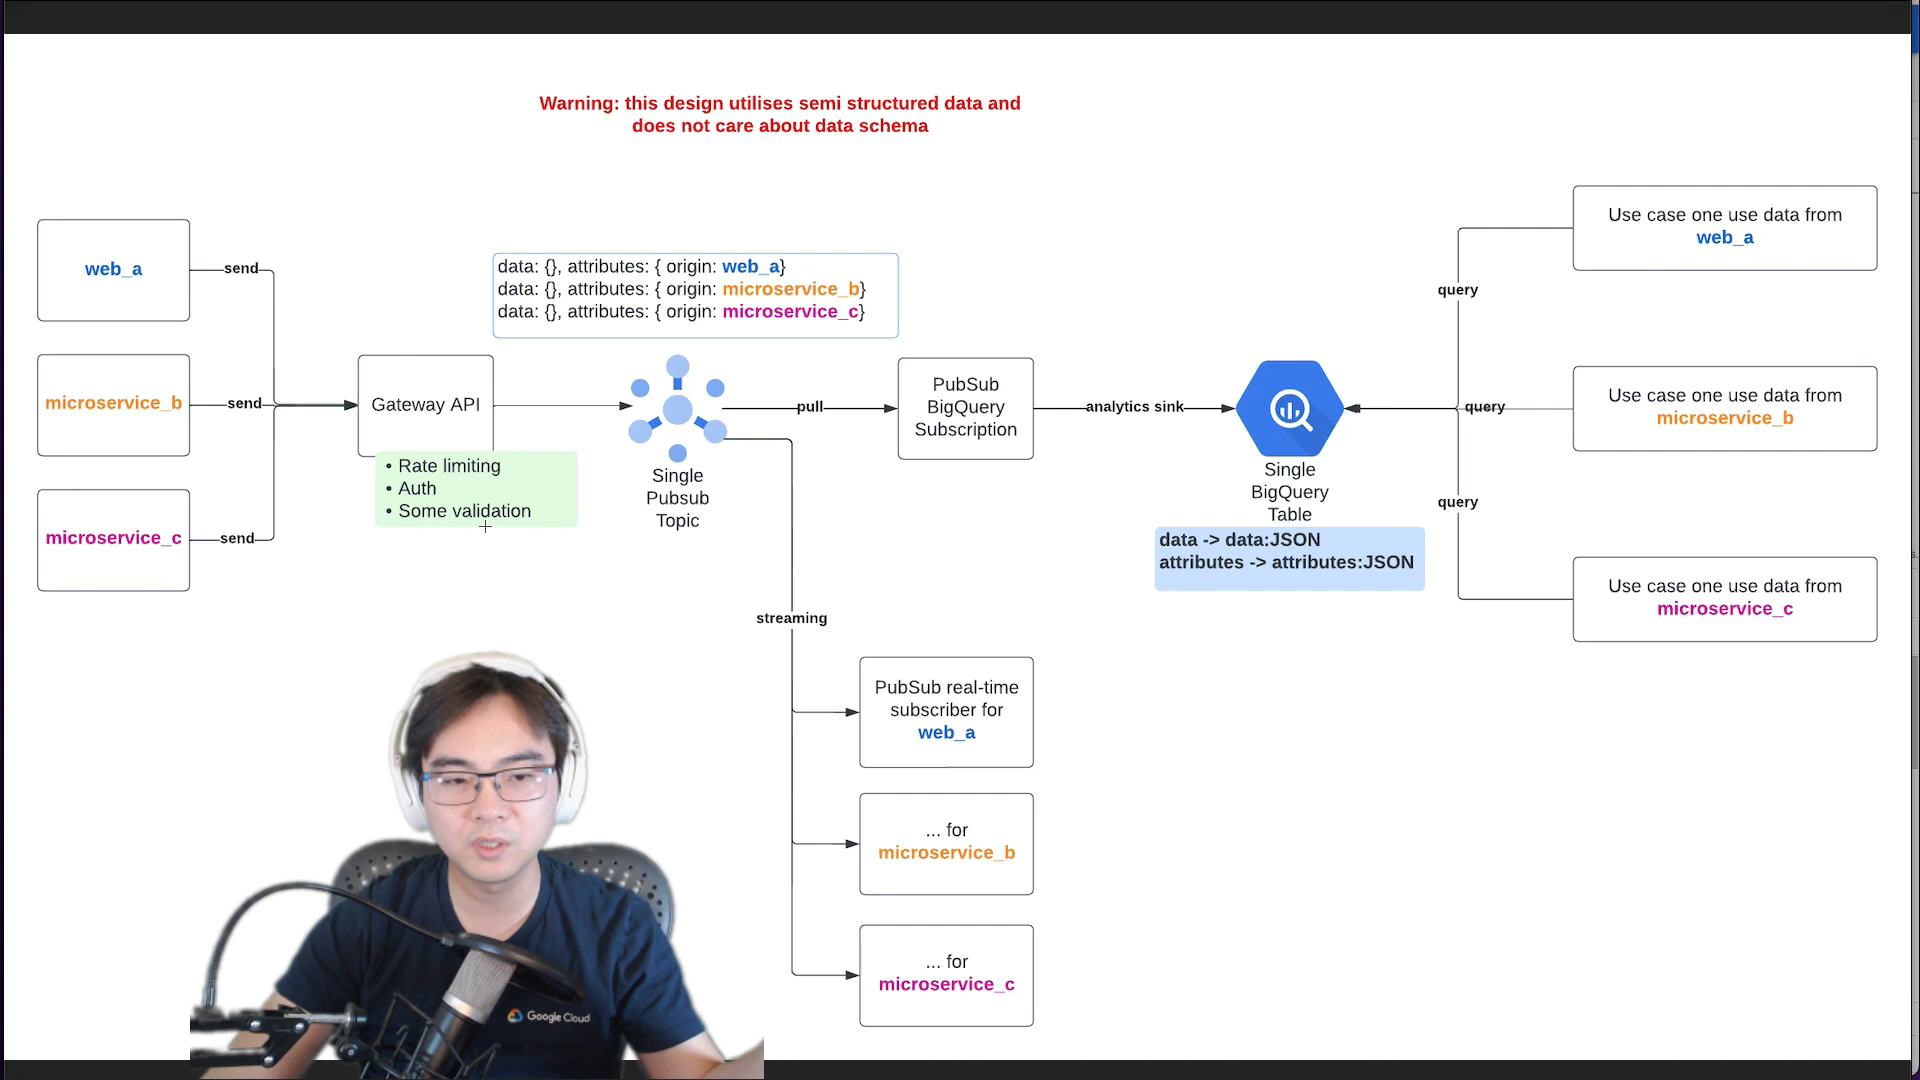 Warning: this design utilises semi structured data and
does not care about data schema
web_a
send
microservice_b
send
microservice_c
send
Gateway API
• Rate limiting
• Auth
• Some validation
data: {}, attributes: { origin: web_a}
data: {}, attributes: { origin: microservice_b}
data: {}, attributes: { origin: microservice_c}
Single
Pubsub
Topic
pull
PubSub
BigQuery
Subscription
analytics sink
Single
BigQuery
Table
data -> data:JSON
attributes -> attributes:JSON
query
query
query
Use case one use data from
web_a
Use case one use data from
microservice_b
Use case one use data from
microservice_c
streaming
PubSub real-time
subscriber for
web_a
... for
microservice_b
... for
microservice_c
Google Cloud